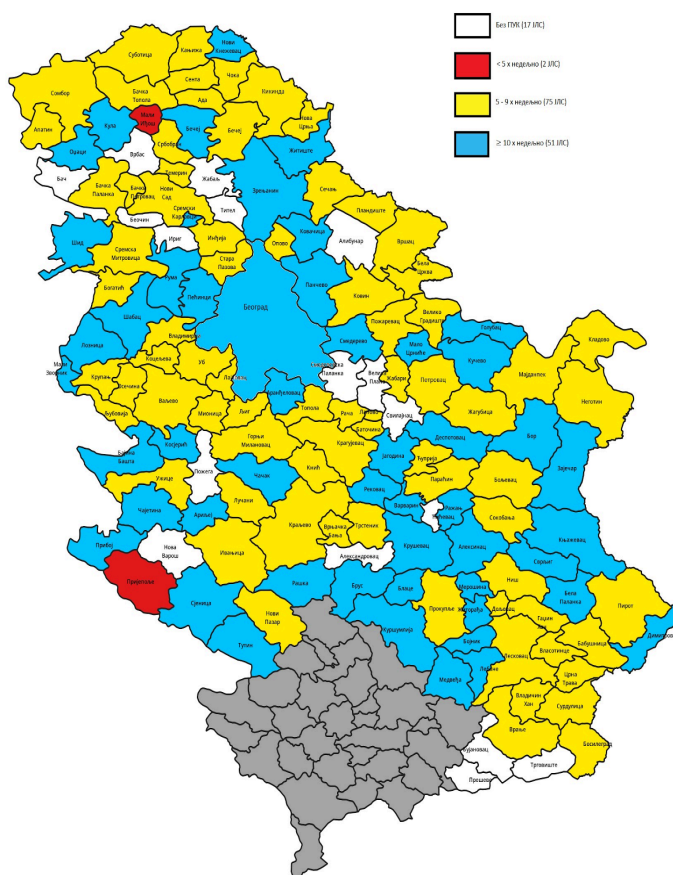 Без ПУК (17 ЈЛС)
< 5 x недељно (2 ЈЛС)
5 - 9 x недељно (75 ЈЛС)
≥ 10 x недељно (51 ЈЛС)
Суботица
Кањижа
Нови
Кнежевац
Сомбор
Бачка
Топола
Сента
Чока
Ада
Кикинда
Апатин
Кула
Мали
Бечеј
Бечеј
Нова
Црња
Оџаци
Врбас
Србобран
Житиште
Бач
Бачка
Паланка
Бачки
Петровац
Темерин
Нови
Сад
Жабаљ
Зрењанин
Сечањ
Тител
Беочин
Сремски
Карловци
Пландиште
Шид
Сремска
Митровица
Ириг
Инђија
Стара
Пазова
Опово
Ковачица
Алибунар
Вршац
Бела
Црква
Рума
Пећинци
Богатић
Шабац
Београд
Панчево
Ковин
Пожаревац
Велико
Градиште
Голубац
Лозница
Владимирци
Смедерево
Мало
Црниће
Кучево
Кладово
Мали
Зворник
Крупањ
Коцељева
УБ
Паланка
Велика
Плана
Жабари
Петровац
Мајданпек
Неготин
Осечина
Љубовија
Ваљево
Мионица
Љиг
Аранђеловац
Топола
Рача
Лапово
Баточина
Свилајнац
Жагубица
Бајина
Башта
Косјерић
Горњи
Милановац
Крагујевац
Деспотовац
Бор
Зајечар
Ужице
Пожега
Чачак
Кнић
Јагодина
Ћуприја
Параћин
Бољевац
Чајетина
Ариље
Лучани
Рековац
Варварин
Ражањ
Ћићевац
Сокобања
Књажевац
Прибој
Нова
Варош
Ивањица
Краљево
Врњачка
Бања
Трстеник
Александровац
Крушевац
Алексинац
Сврљиг
Пријепоље
Сјеница
Рашка
Брус
Блаце
Прокупље
Мерошина
Житорађа
Ниш
Дољевац
Бела
Паланка
Пирот
Нови
Пазар
Тутин
Куршумлија
Бојник
Лебане
Медвеђа
Гаџин
Хан
Лесковац
Власотинце
Бабушница
Димитровград
Црна
Трава
Владичин
Хан
Сурдулица
Врање
Босилеград
Бујановац
Прешево
Трговиште